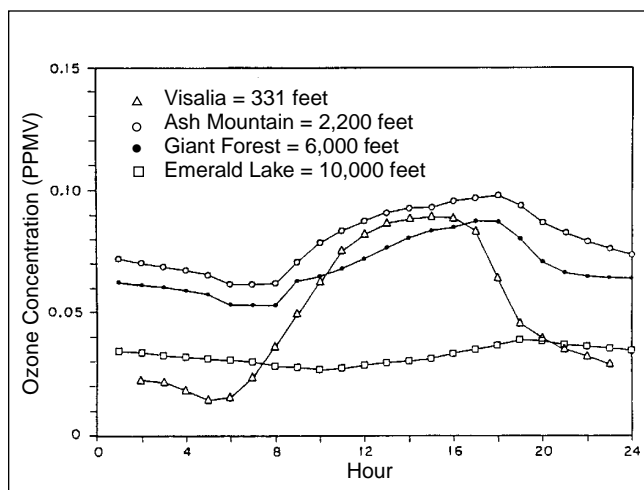 0.15
Visalia = 331 feet
Ash Mountain = 2,200 feet
Giant Forest = 6,000 feet
Emerald Lake = 10,000 feet
0.10
Ozone Concentration (PPMV)
0.05
0
0 4 8 12 16 20 24
Hour